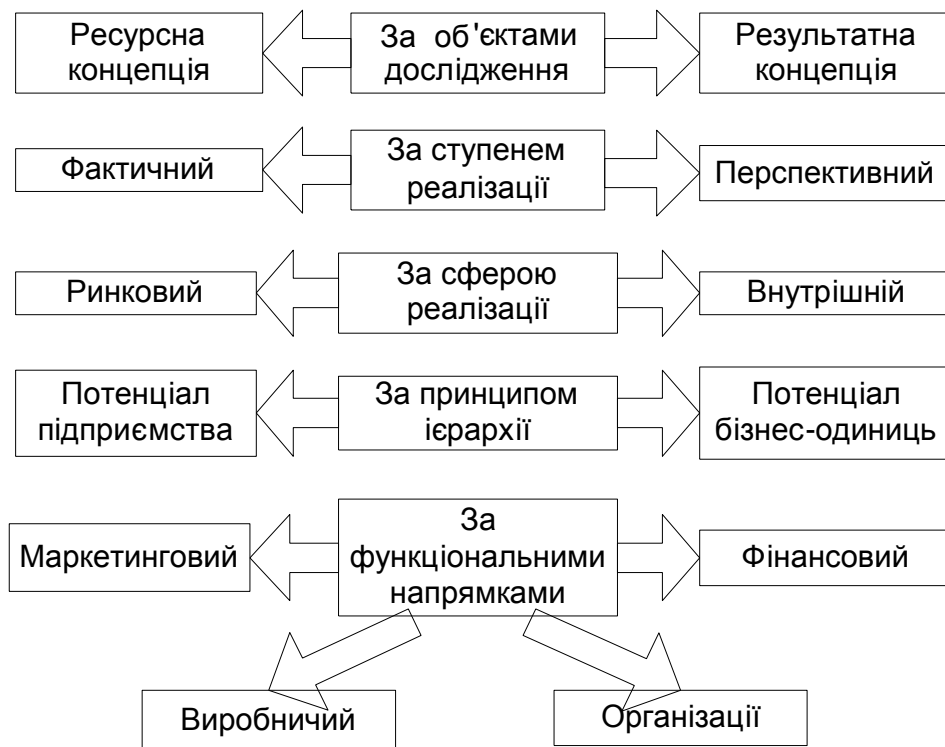 Ресурсна
концепція
За об'єктами
дослідження
Результатна
концепція
Фактичний
За ступенем
реалізації
Перспективний
Ринковий
За сферою
реалізації
Внутрішній
Потенціал
підприємства
За принципом
ієрархії
Потенціал
бізнес-одиниць
Маркетинговий
За
функціональними
напрямками
Фінансовий
Виробничий
Організації